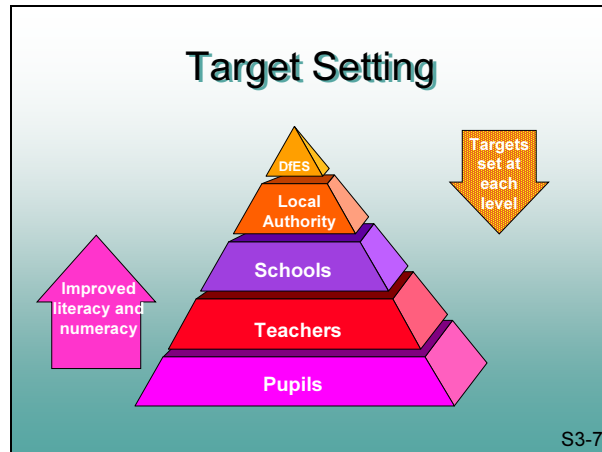 Target Setting
DfES
Targets
set at
each
level
Local
Authority
Schools
Improved
literacy and
numeracy
Teachers
Pupils
S3-7